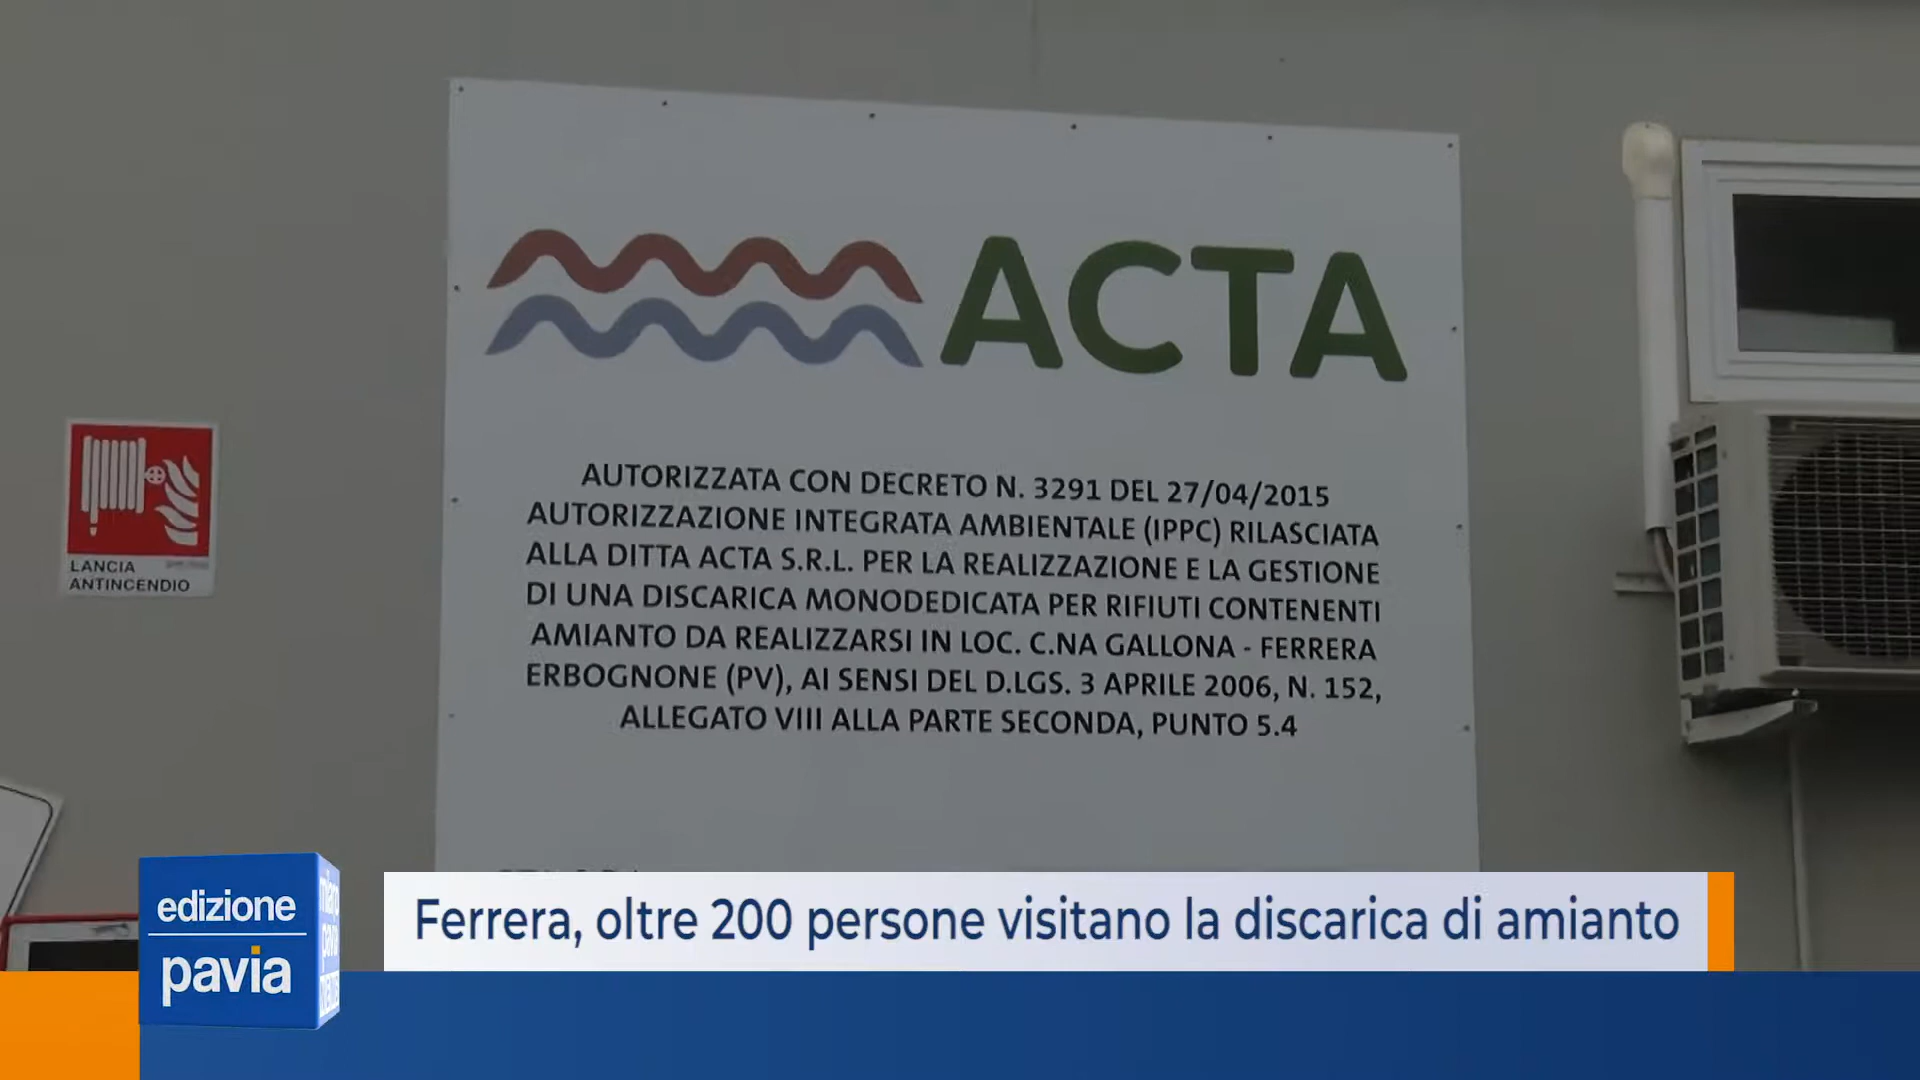 ACTA
AUTORIZZATA CON DECRETO N. 3291 DEL 27/04/2015
AUTORIZZAZIONE INTEGRATA AMBIENTALE (IPPC) RILASCIATA
ALLA DITTA ACTA S.R.L. PER LA REALIZZAZIONE E LA GESTIONE
DI UNA DISCARICA MONODEDICATA PER RIFIUTI CONTENENTI
AMIANTO DA REALIZZARSI IN LOC. C.NA GALLONA - FERRERA
ERBOGNONE (PV), AI SENSI DEL D.LGS. 3 APRILE 2006, N. 152,
ALLEGATO VIII ALLA PARTE SECONDA, PUNTO 5.4
LANCIA
ANTINCENDIO
edizione
pavia
milano
pavia
NEWS
Ferrera, oltre 200 persone visitano la discarica di amianto